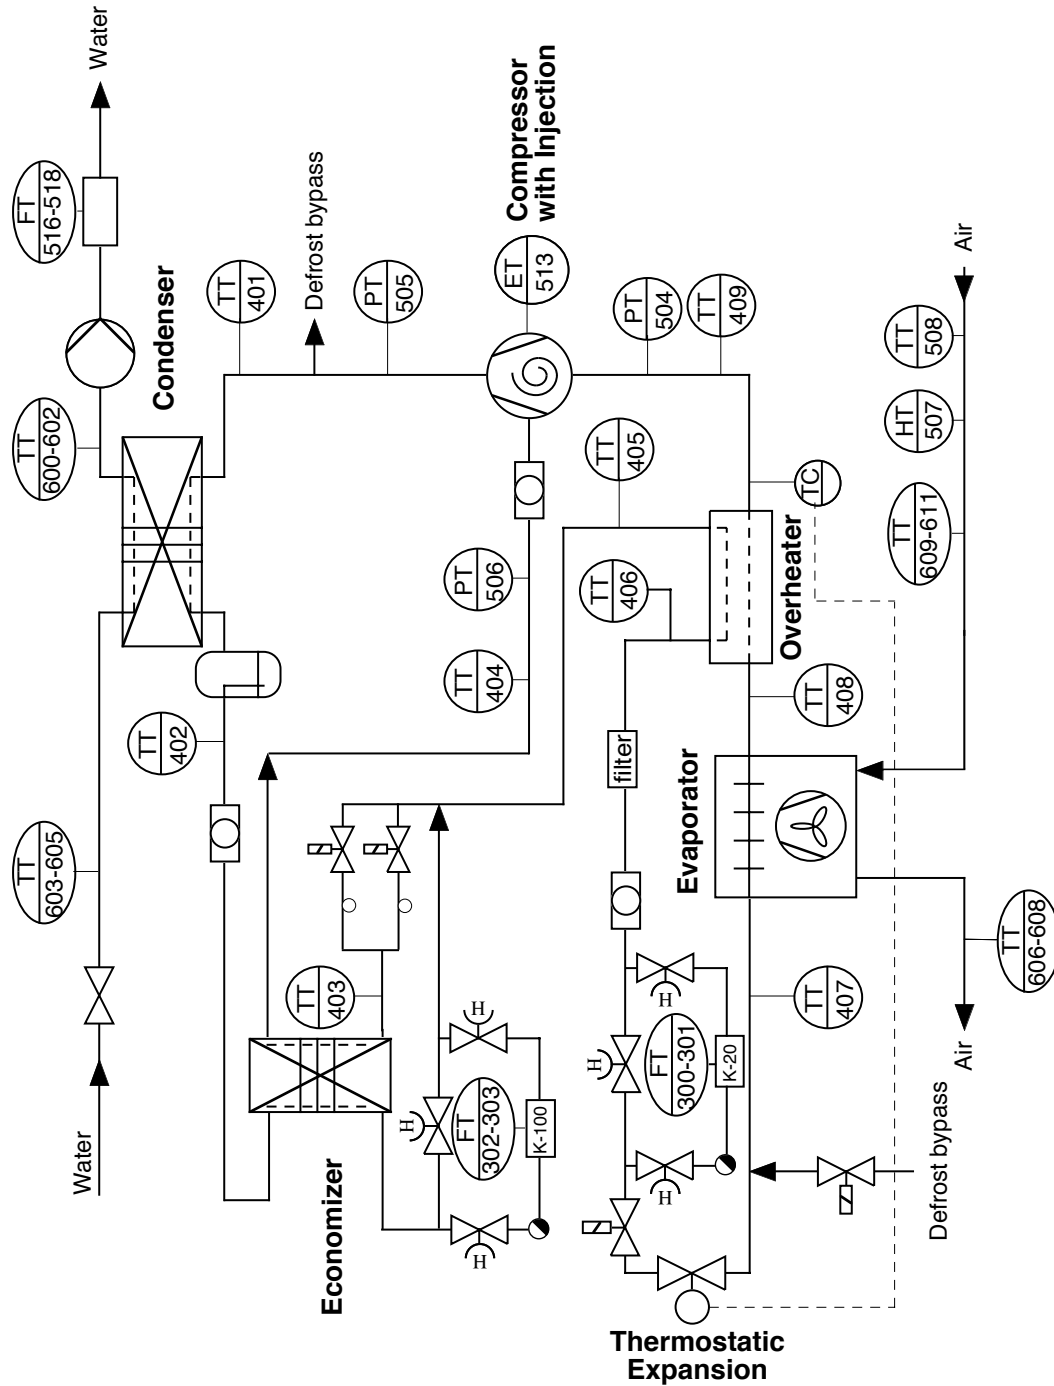 Water
FT
516-518
TT
600-602
Condenser
TT
401
Defrost bypass
PT
505
Compressor
with Injection
ET
513
PT
504
TT
409
Air
TT
508
HT
507
TT
609-611
TC
TT
405
Overheater
TT
406
PT
506
TT
404
TT
402
TT
603-605
TT
408
filter
Evaporator
TT
403
TT
407
TT
606-608
Air
H
H
FT
302-303
K-100
H
H
H
FT
300-301
K-20
H
Water
Economizer
Defrost bypass
Thermostatic
Expansion